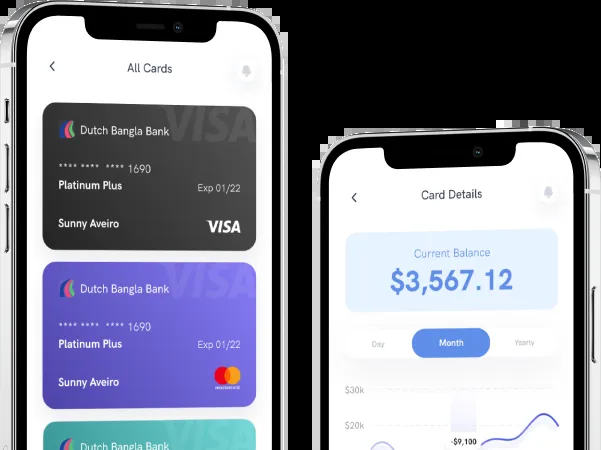 All Cards
VISA
Dutch Bangla Bank
**** **** **** 1690
Platinum Plus
Exp 01/22
Sunny Aveiro
VISA
VISA
Dutch Bangla Bank
**** **** **** 1690
Platinum Plus
Exp 01/22
Sunny Aveiro
mastercard
VISA
Dutch Bangla Bank
Card Details
Current Balance
$3,567.12
Day
Month
Yearly
$30k
$20k
-$9,100